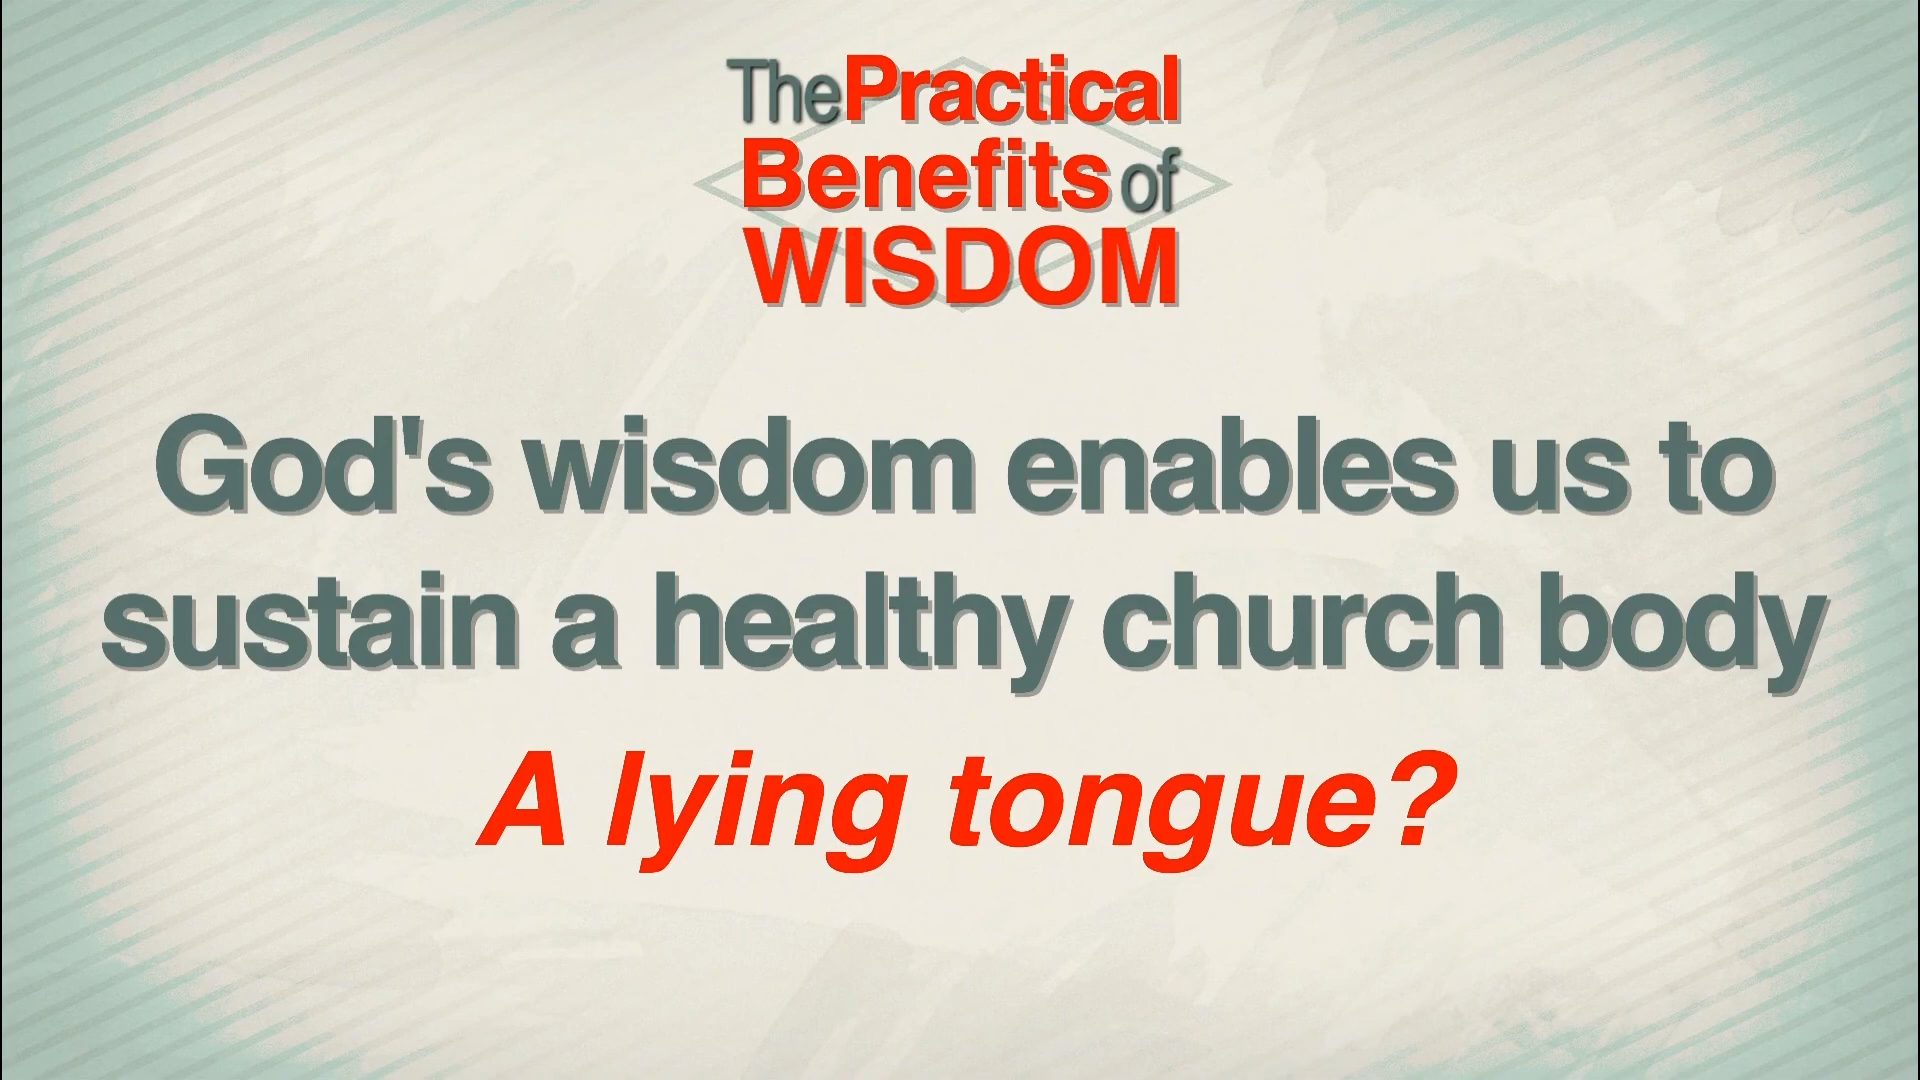 The Practical
Benefits of
WISDOM
God's wisdom enables us to
sustain a healthy church body
A lying tongue?